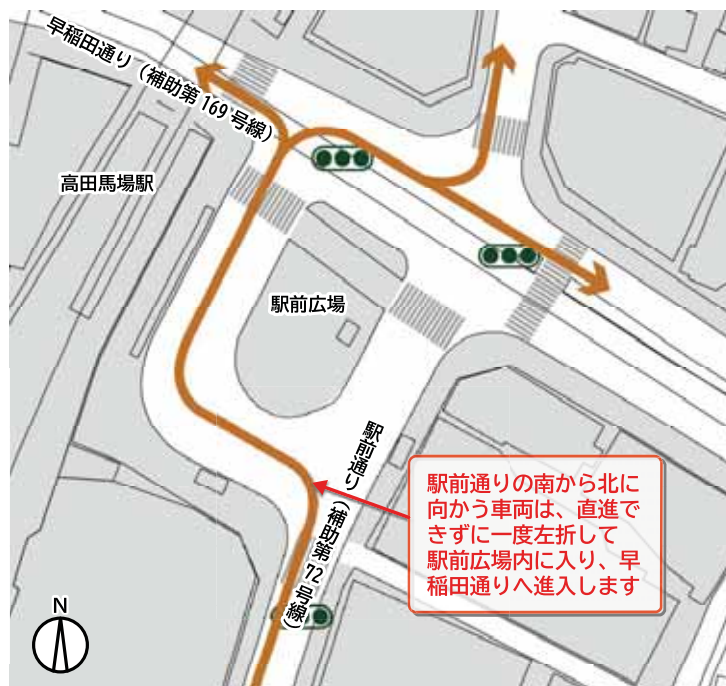 早稲田通り（補助第169号線）
高田馬場駅
駅前広場
駅前通り（補助第72号線）
駅前通りの南から北に
向かう車両は、直進で
きずに一度左折して
駅前広場内に入り、早
稲田通りへ進入します
N